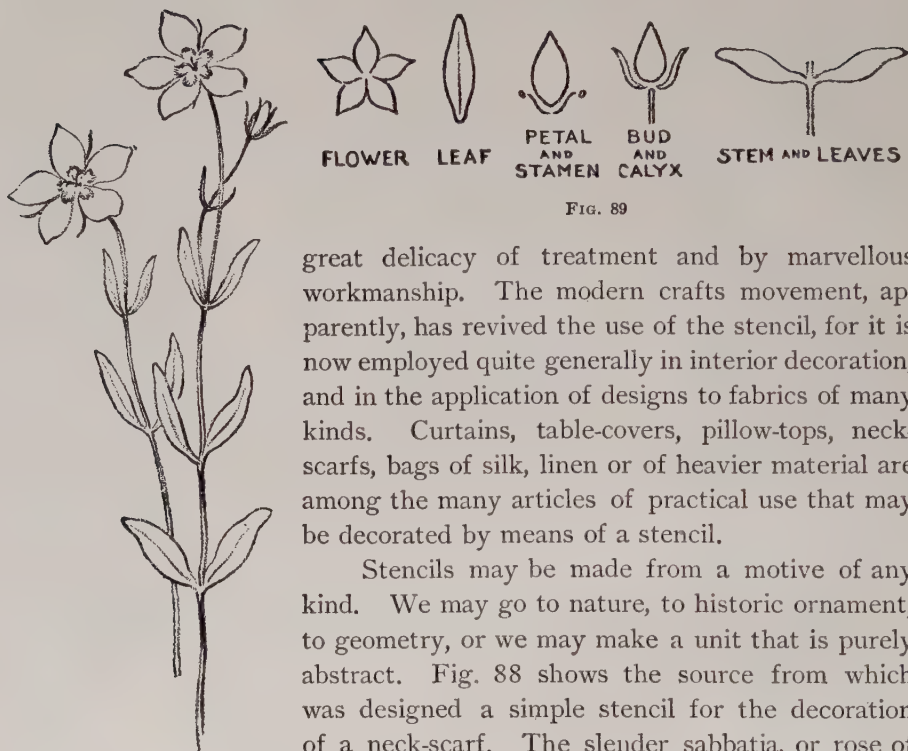 FLOWER LEAF PETAL AND STAMEN BUD AND CALYX STEM AND LEAVES
FIG. 89
great delicacy of treatment and by marvellous
workmanship. The modern crafts movement, ap
parently, has revived the use of the stencil, for it is
now employed quite generally in interior decoration
and in the application of designs to fabrics of many
kinds. Curtains, table-covers, pillow-tops, neck
scarfs, bags of silk, linen or of heavier material are
among the many articles of practical use that may
be decorated by means of a stencil.
Stencils may be made from a motive of any
kind. We may go to nature, to historic ornament
to geometry, or we may make a unit that is purely
abstract. Fig. 88 shows the source from which
was designed a simple stencil for the decoration
of a neck-scarf. The slender sabbatia, or rose of